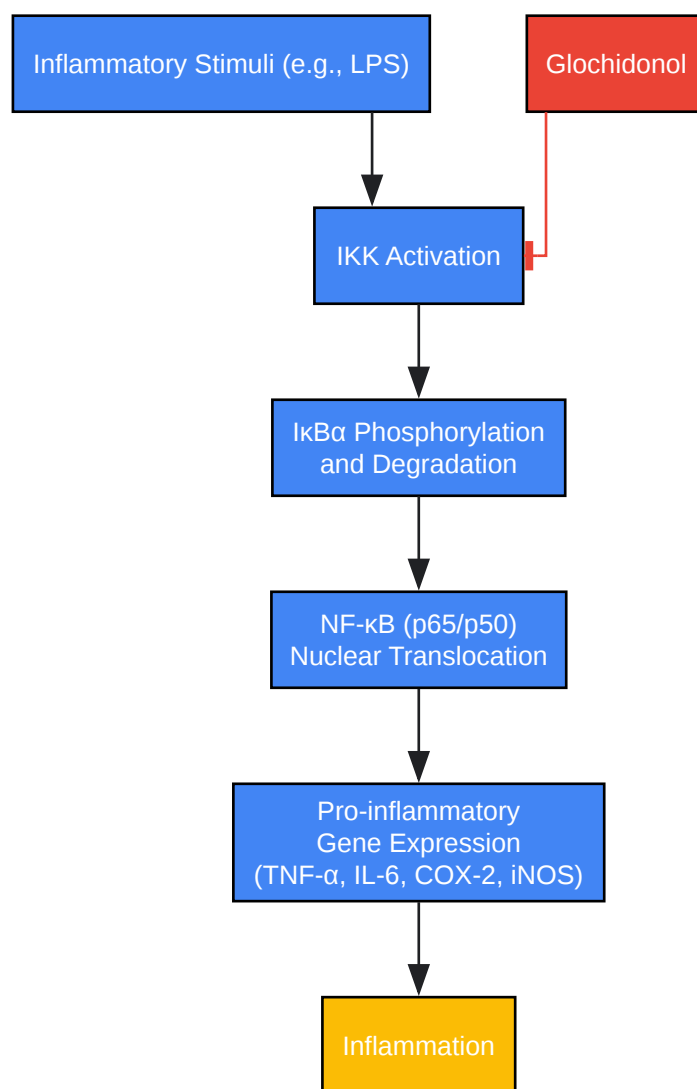 Inflammatory Stimuli (e.g., LPS)
Glochidonol
IKK Activation
IκBα Phosphorylation
and Degradation
NF-κB (p65/p50)
Nuclear Translocation
Pro-inflammatory
Gene Expression
(TNF-α, IL-6, COX-2, iNOS)
Inflammation